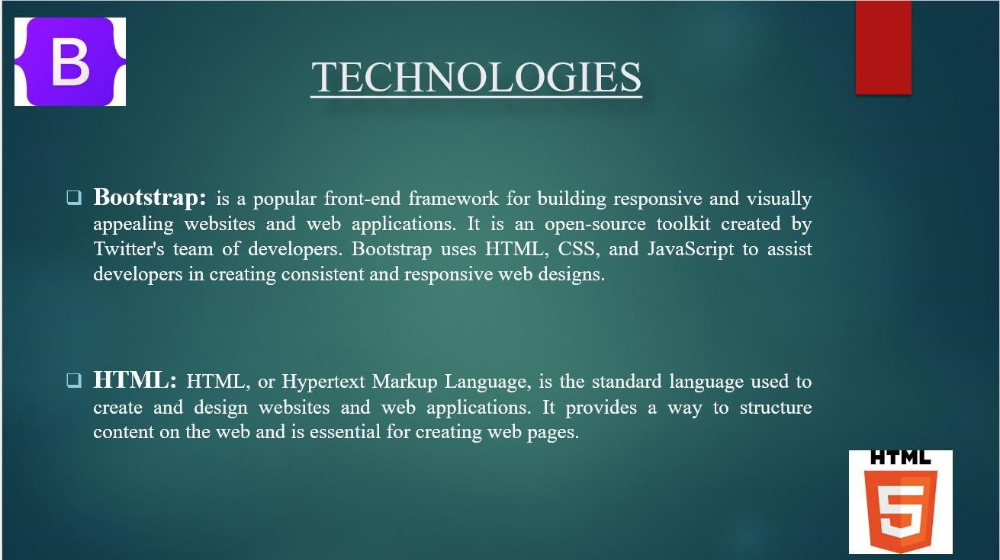 B
TECHNOLOGIES
Bootstrap: is a popular front-end framework for building responsive and visually
appealing websites and web applications. It is an open-source toolkit created by
Twitter's team of developers. Bootstrap uses HTML, CSS, and JavaScript to assist
developers in creating consistent and responsive web designs.
HTML: HTML, or Hypertext Markup Language, is the standard language used to
create and design websites and web applications. It provides a way to structure
content on the web and is essential for creating web pages.
HTML
5